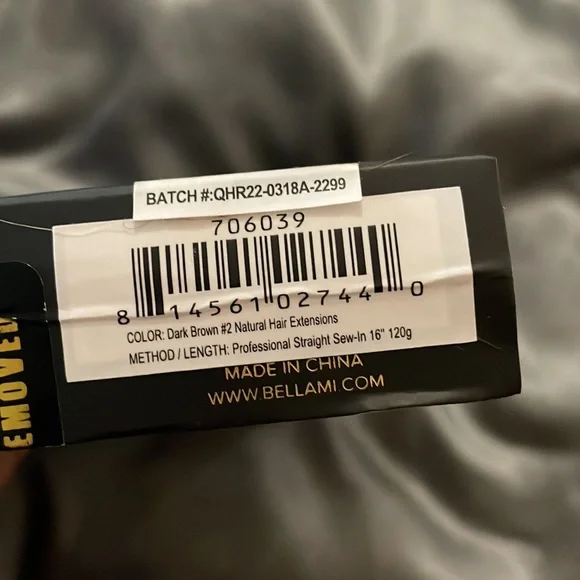 BATCH #:QHR22-0318A-2299
706039
8 14561 02744 0
COLOR: Dark Brown #2 Natural Hair Extensions
METHOD / LENGTH: Professional Straight Sew-In 16" 120g
MADE IN CHINA
WWW.BELLAMI.COM